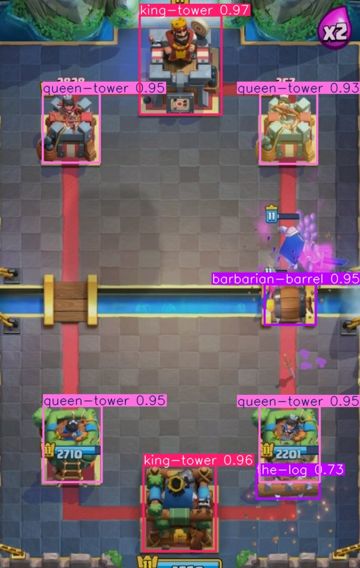 king-tower 0.97
x2
queen-tower 0.95
queen-tower 0.93
11
barbarian-barrel 0.95
queen-tower 0.95
queen-tower 0.95
2710
2201
king-tower 0.96
the-log 0.73